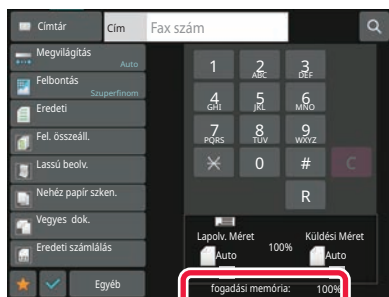 Címtár
Cím
Fax szám
Megvilágítás
Auto
Felbontás
Szuperfinom
Eredeti
Fel. összeáll.
Lassú beolv.
Nehéz papír szken.
Vegyes dok.
Eredeti számlálás
Egyéb
1
2
ABC
3
DEF
4
GHI
5
JKL
6
MNO
7
PQRS
8
TUV
9
WXYZ
0
#
C
R
Lapolv. Méret
Küldési Méret
100%
Auto
Auto
fogadási memória: 100%